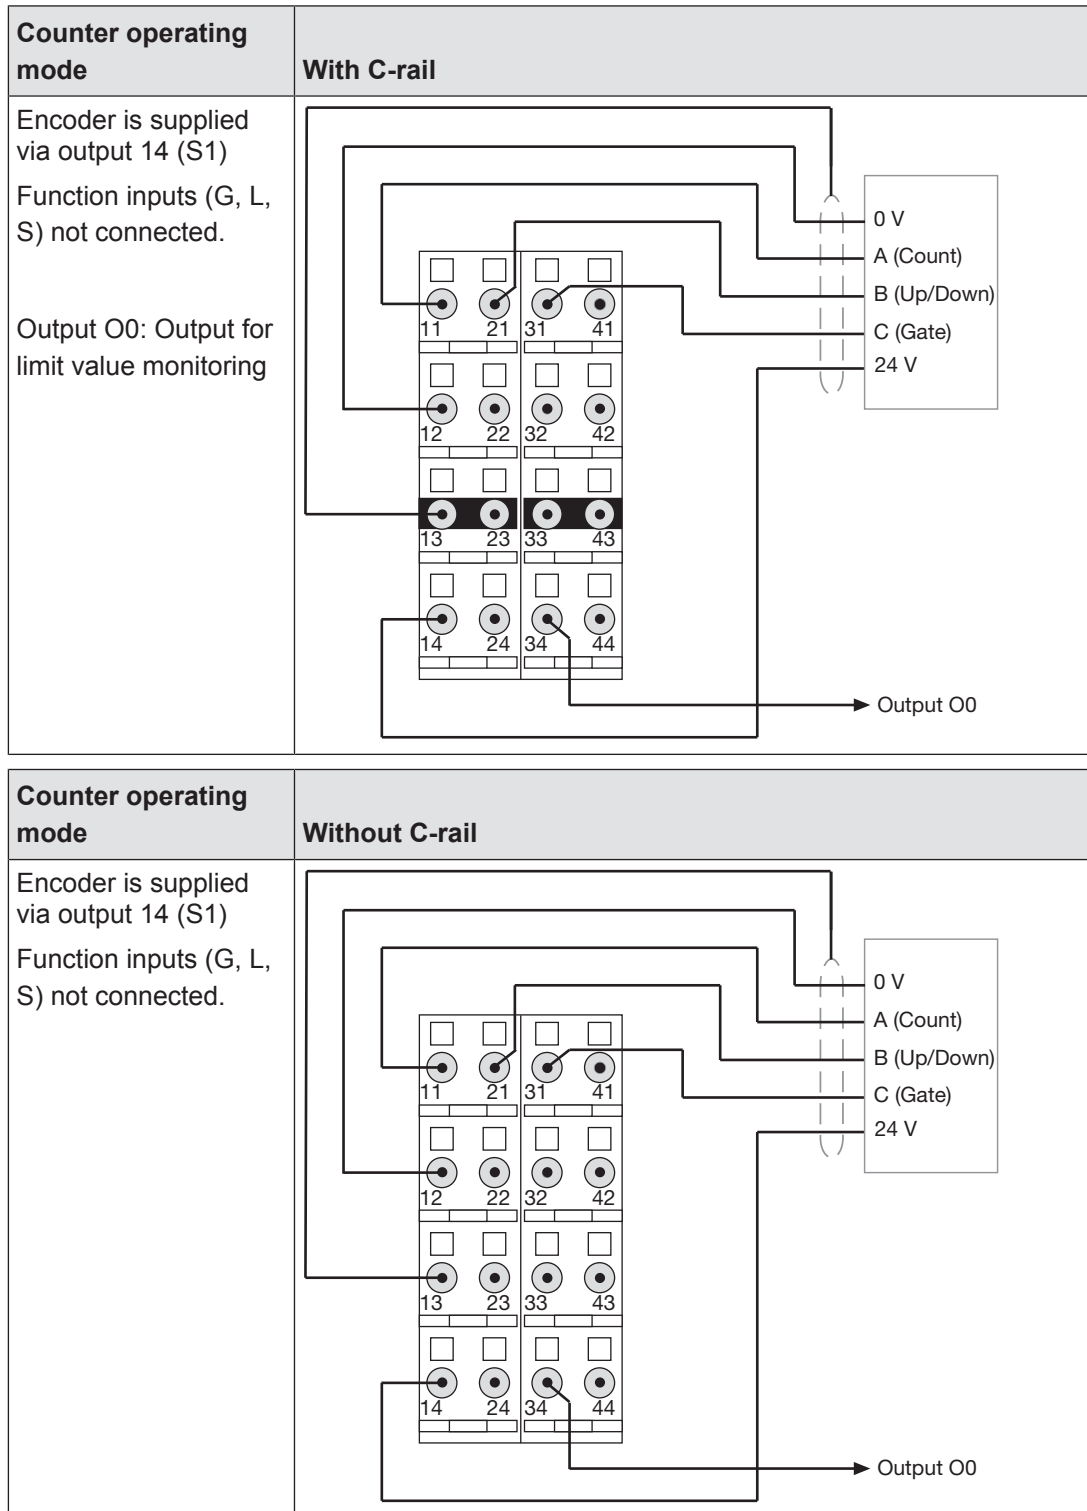 Counter operating
mode
With C-rail
Encoder is supplied
via output 14 (S1)
Function inputs (G, L,
S) not connected.
Output O0: Output for
limit value monitoring
0 V
A (Count)
B (Up/Down)
C (Gate)
24 V
11 21 31 41
12 22 32 42
13 23 33 43
14 24 34 44
Output O0
Counter operating
mode
Without C-rail
Encoder is supplied
via output 14 (S1)
Function inputs (G, L,
S) not connected.
0 V
A (Count)
B (Up/Down)
C (Gate)
24 V
11 21 31 41
12 22 32 42
13 23 33 43
14 24 34 44
Output O0